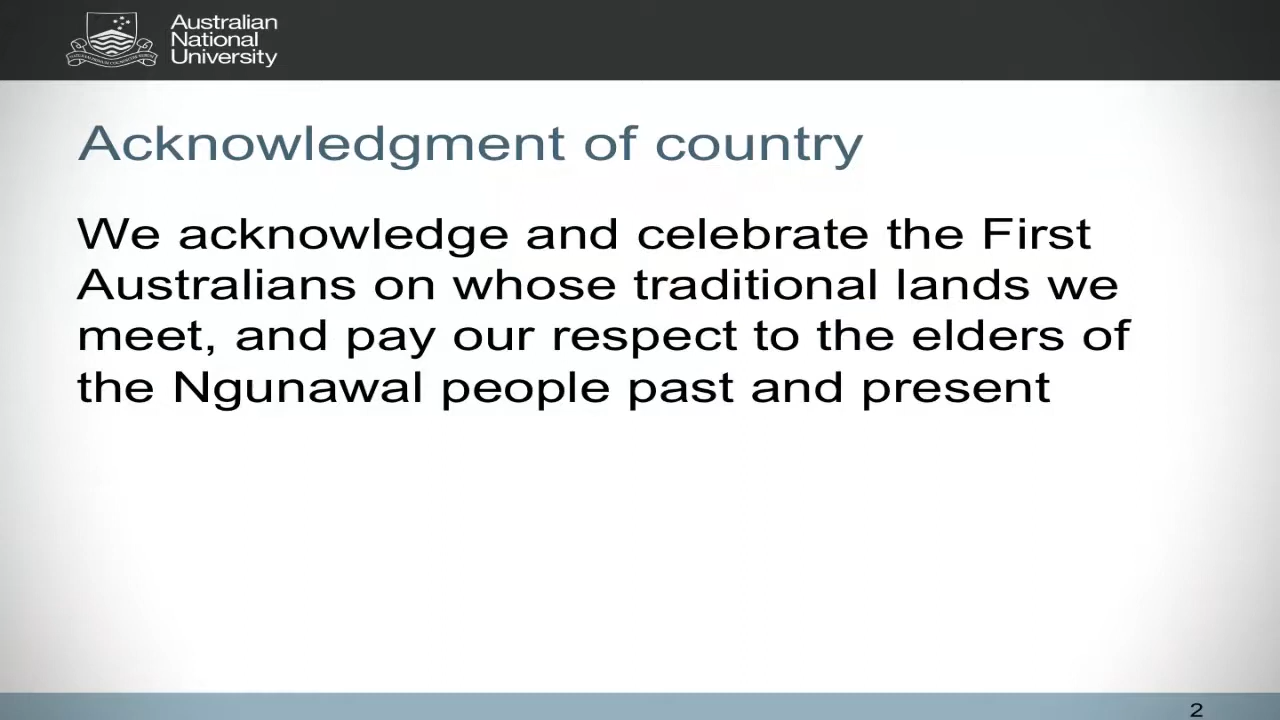 Australian
National
University
Acknowledgment of country
We acknowledge and celebrate the First
Australians on whose traditional lands we
meet, and pay our respect to the elders of
the Ngunawal people past and present
2